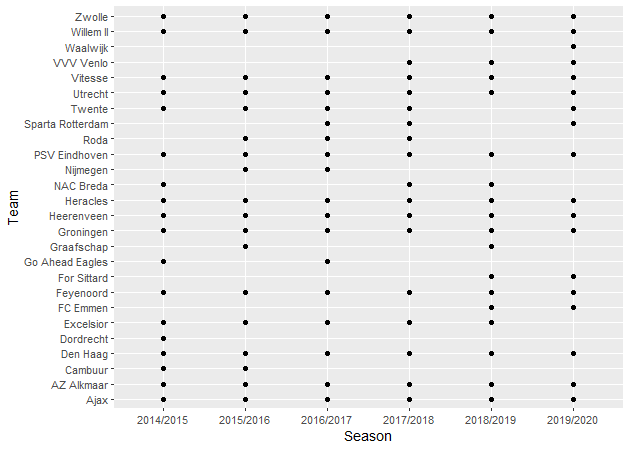 Zwolle
Willem II
Waalwijk
VVV Venlo
Vitesse
Utrecht
Twente
Sparta Rotterdam
Roda
PSV Eindhoven
Nijmegen
NAC Breda
Heracles
Heerenveen
Groningen
Graafschap
Go Ahead Eagles
For Sittard
Feyenoord
FC Emmen
Excelsior
Dordrecht
Den Haag
Cambuur
AZ Alkmaar
Ajax
Team
2014/2015 2015/2016 2016/2017 2017/2018 2018/2019 2019/2020
Season